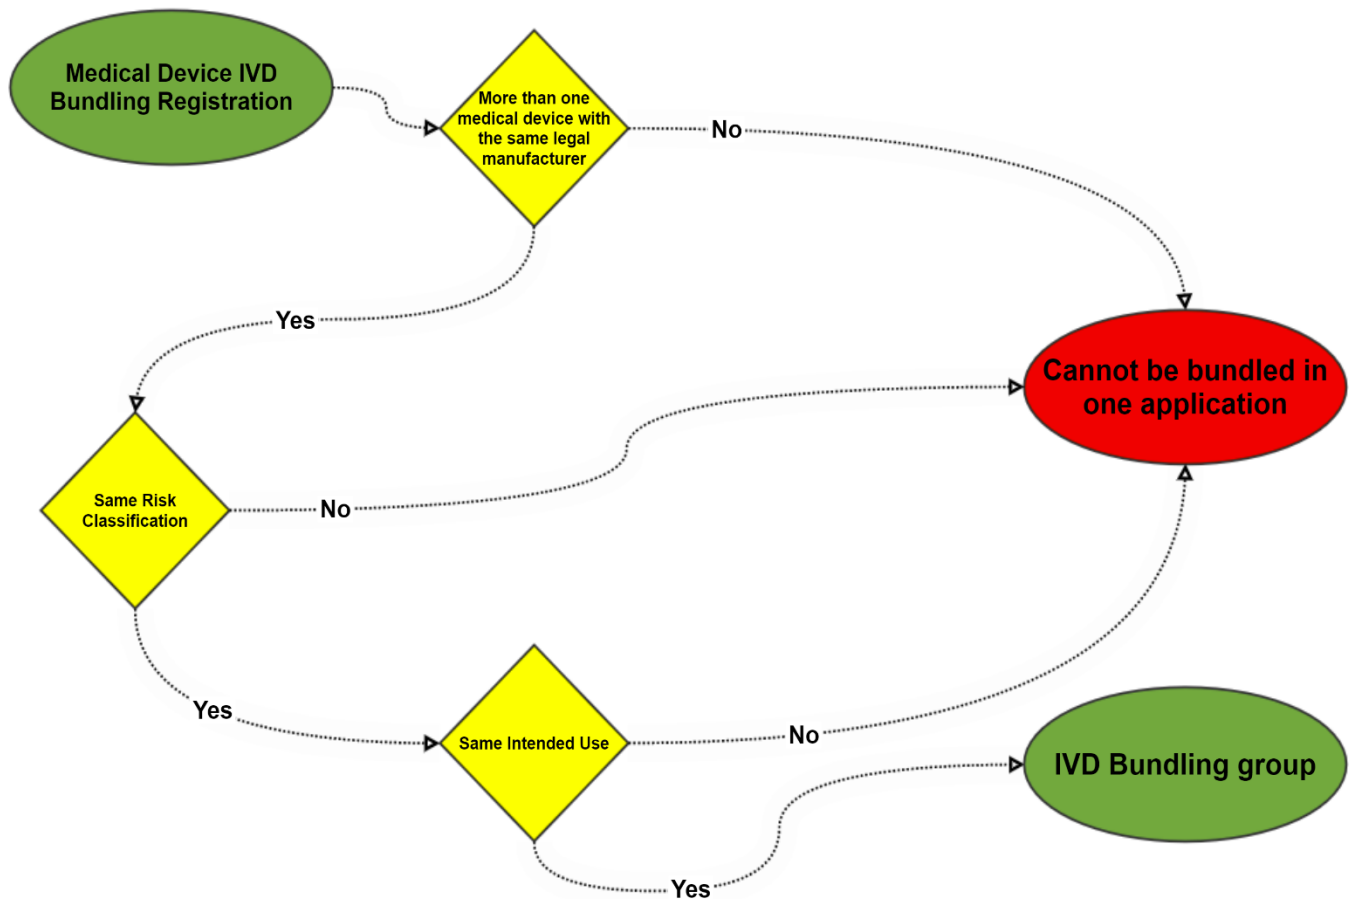 Medical Device IVD
Bundling Registration
More than one
medical device with
the same legal
manufacturer
No
Yes
Cannot be bundled in
one application
Same Risk
Classification
No
Yes
Same Intended Use
No
IVD Bundling group
Yes